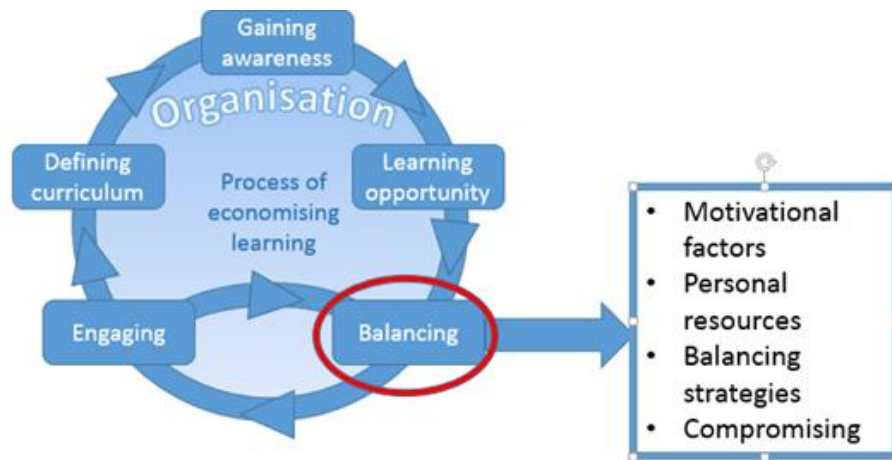 Gaining
awareness
Organisation
Defining
curriculum
Learning
opportunity
Process of
economising
learning
Engaging
Balancing
• Motivational
factors
• Personal
resources
• Balancing
strategies
• Compromising